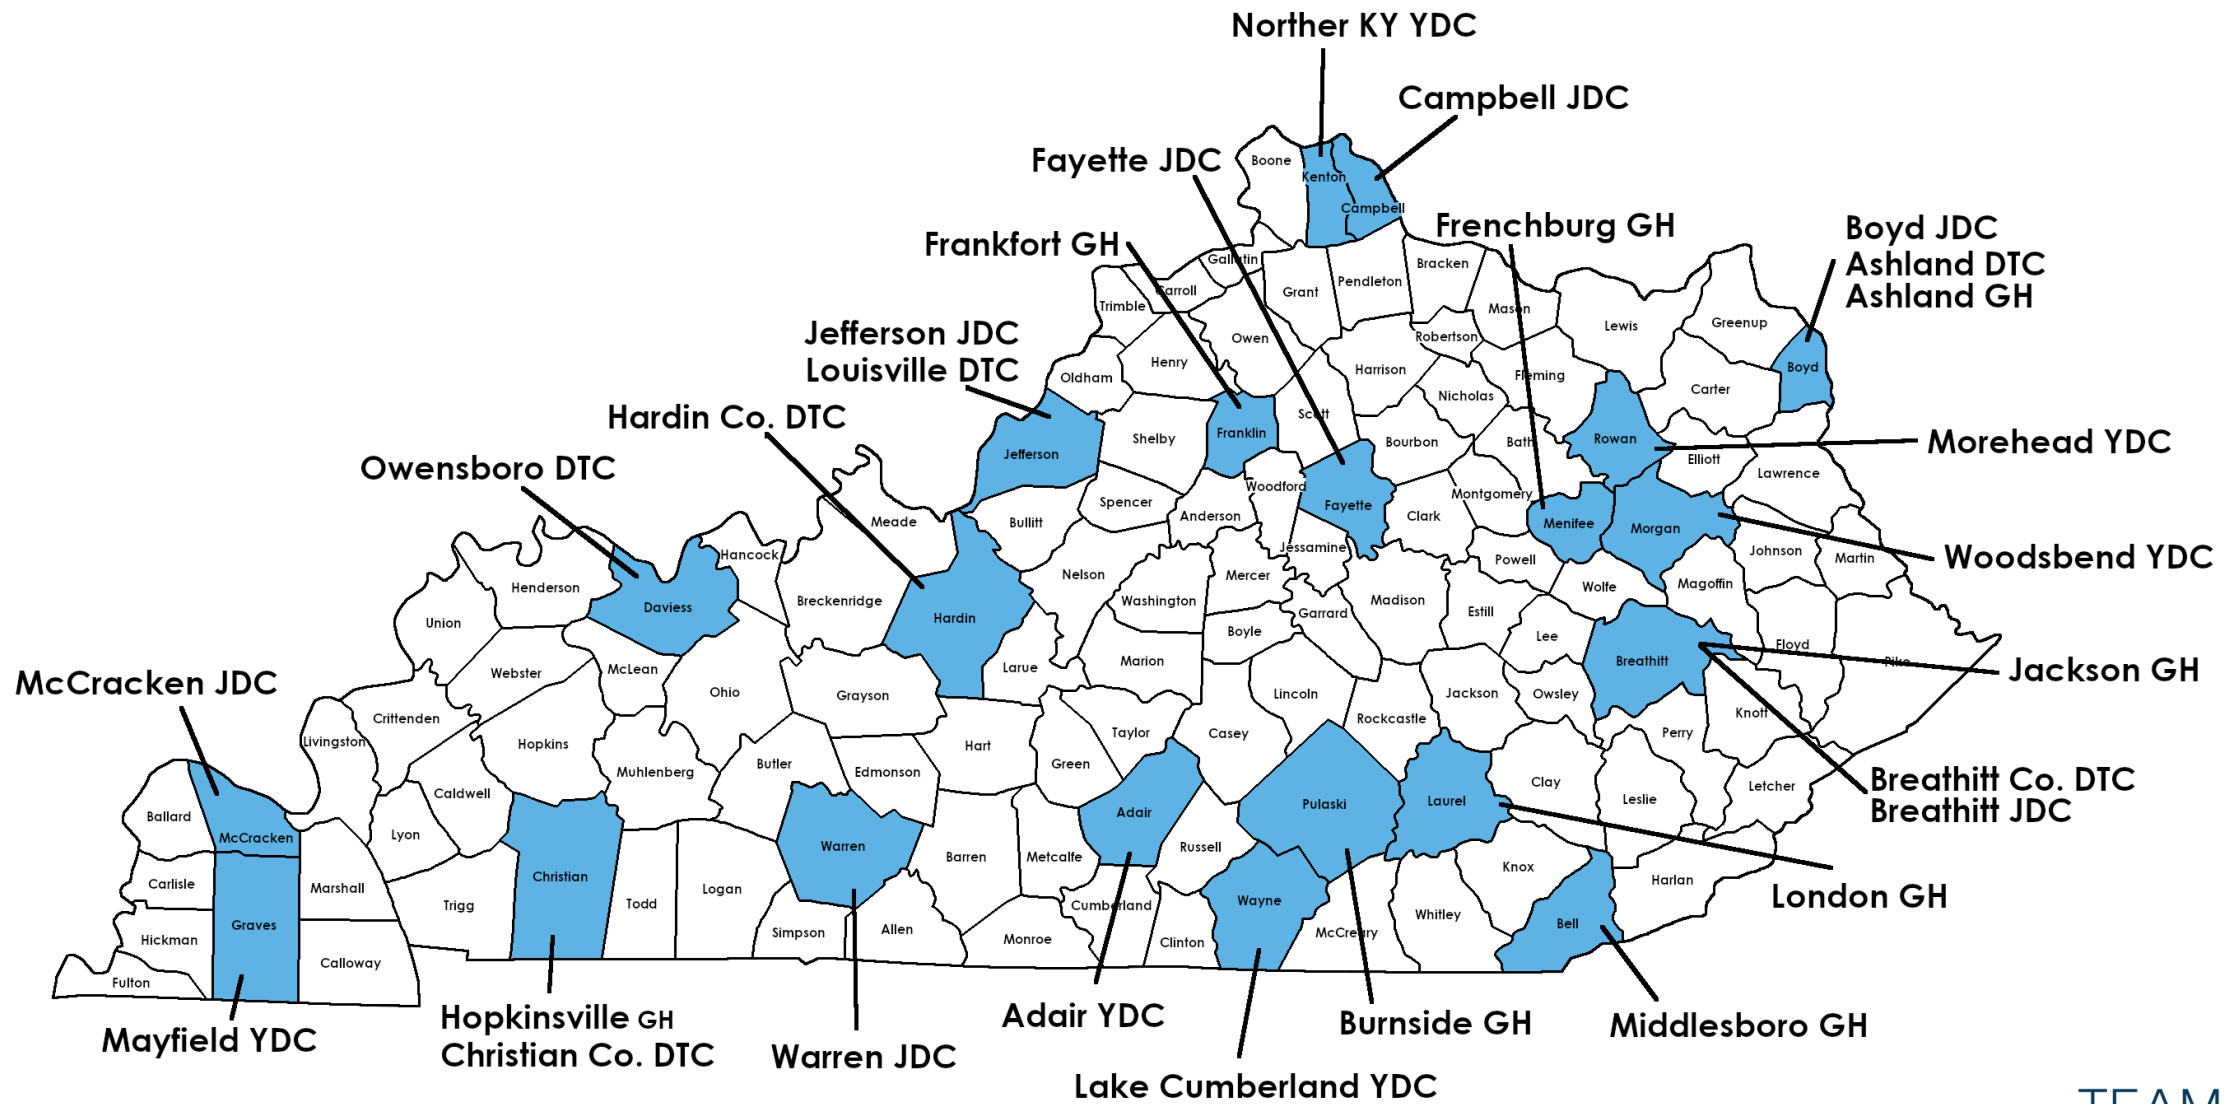 Norther KY YDC
Campbell JDC
Fayette JDC
Frankfort GH
Frenchburg GH
Boyd JDC
Ashland DTC
Ashland GH
Jefferson JDC
Louisville DTC
Hardin Co. DTC
Owensboro DTC
Morehead YDC
Woodsbend YDC
Jackson GH
Breathitt Co. DTC
Breathitt JDC
London GH
McCracken JDC
Mayfield YDC
Hopkinsville GH
Christian Co. DTC
Warren JDC
Adair YDC
Lake Cumberland YDC
Burnside GH
Middlesboro GH
Boone
Kenton
Campbell
Gallatin
Carroll
Trimble
Grant
Pendleton
Bracken
Mason
Robertson
Lewis
Greenup
Boyd
Carter
Owen
Henry
Oldham
Harrison
Nicholas
Fleming
Rowan
Elliott
Lawrence
Jefferson
Shelby
Franklin
Scott
Bourbon
Bath
Montgomery
Menifee
Morgan
Johnson
Martin
Woodford
Fayette
Clark
Spencer
Anderson
Bullitt
Meade
Hancock
Jessamine
Powell
Wolfe
Magoffin
Henderson
Daviess
Breckenridge
Hardin
Nelson
Washington
Mercer
Garrard
Madison
Estill
Lee
Breathitt
Floyd
Pike
Union
Webster
McLean
Ohio
Grayson
Larue
Marion
Boyle
Lincoln
Rockcastle
Jackson
Owsley
Perry
Knott
Letcher
Crittenden
Livingston
Hopkins
Muhlenberg
Butler
Edmonson
Hart
Green
Taylor
Casey
Pulaski
Laurel
Clay
Leslie
Harlan
Ballard
McCracken
Caldwell
Lyon
Christian
Todd
Logan
Warren
Barren
Metcalfe
Adair
Russell
Wayne
McCreary
Whitley
Knox
Bell
Carlisle
Graves
Marshall
Trigg
Simpson
Allen
Monroe
Cumberland
Clinton
Hickman
Fulton
Calloway
TEAM